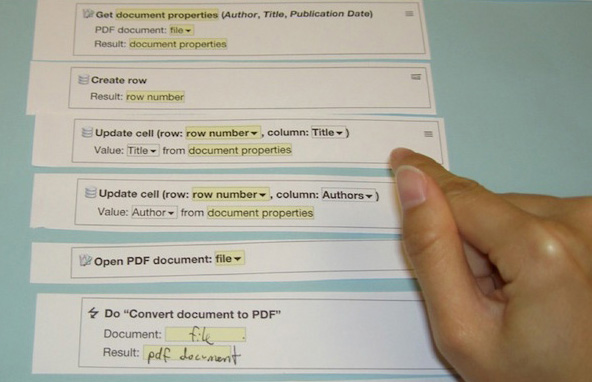 Get document properties (Author, Title, Publication Date)
PDF document: file
Result: document properties
Create row
Result: row number
Update cell (row: row number, column: Title)
Value: Title from document properties
Update cell (row: row number, column: Authors)
Value: Author from document properties
Open PDF document: file
Do “Convert document to PDF”
Document: file
Result: pdf document